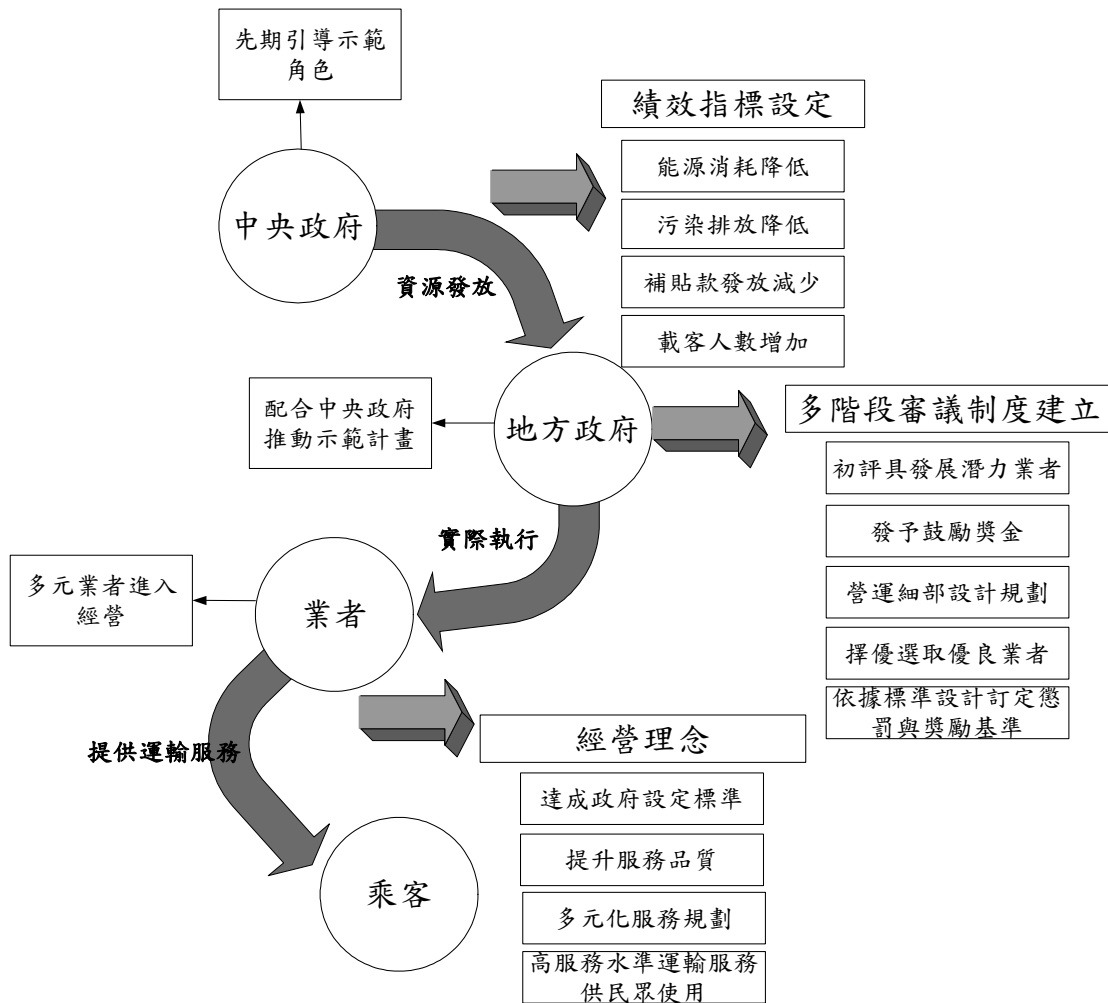 先期引導示範
角色
績效指標設定
能源消耗降低
中央政府
污染排放降低
資源發放
補貼款發放減少
載客人數增加
配合中央政府
推動示範計畫
地方政府
多階段審議制度建立
初評具發展潛力業者
發予鼓勵獎金
實際執行
多元業者進入
經營
業者
營運細部設計規劃
擇優選取優良業者
依據標準設計訂定懲
罰與獎勵基準
提供運輸服務
經營理念
達成政府設定標準
提升服務品質
乘客
多元化服務規劃
高服務水準運輸服務
供民眾使用